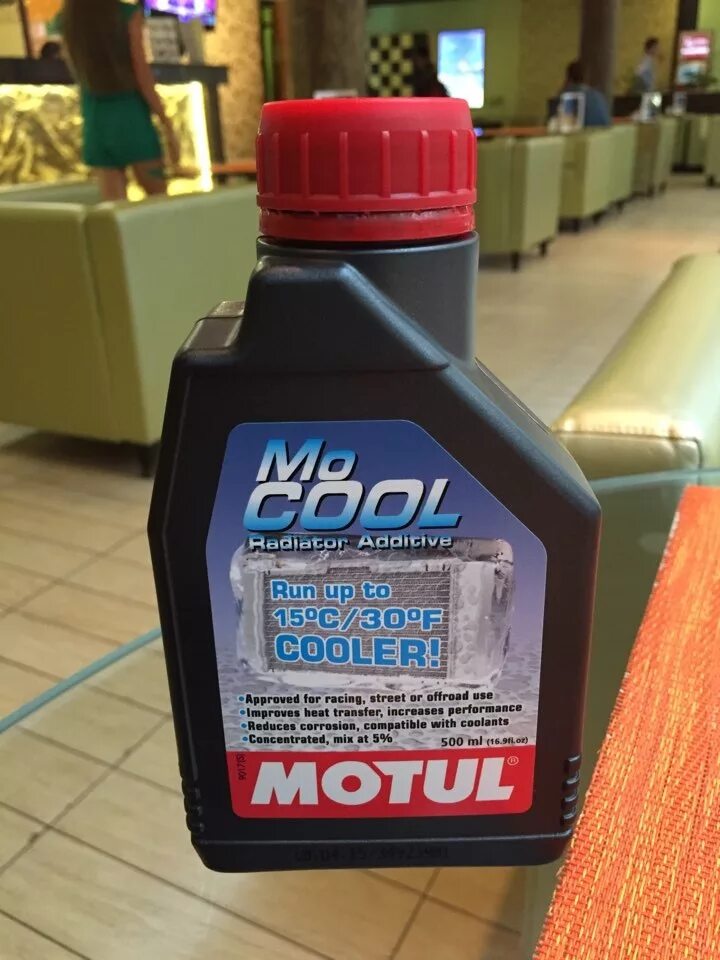 Mo
COOL
Radiator Additive
Run up to
15ºC/30ºF
COOLER!
•Approved for racing, street or offroad use
•Improves heat transfer, increases performance
•Reduces corrosion, compatible with coolants
•Concentrated, mix at 5%
500 ml (16.9fl.oz)
MOTUL®